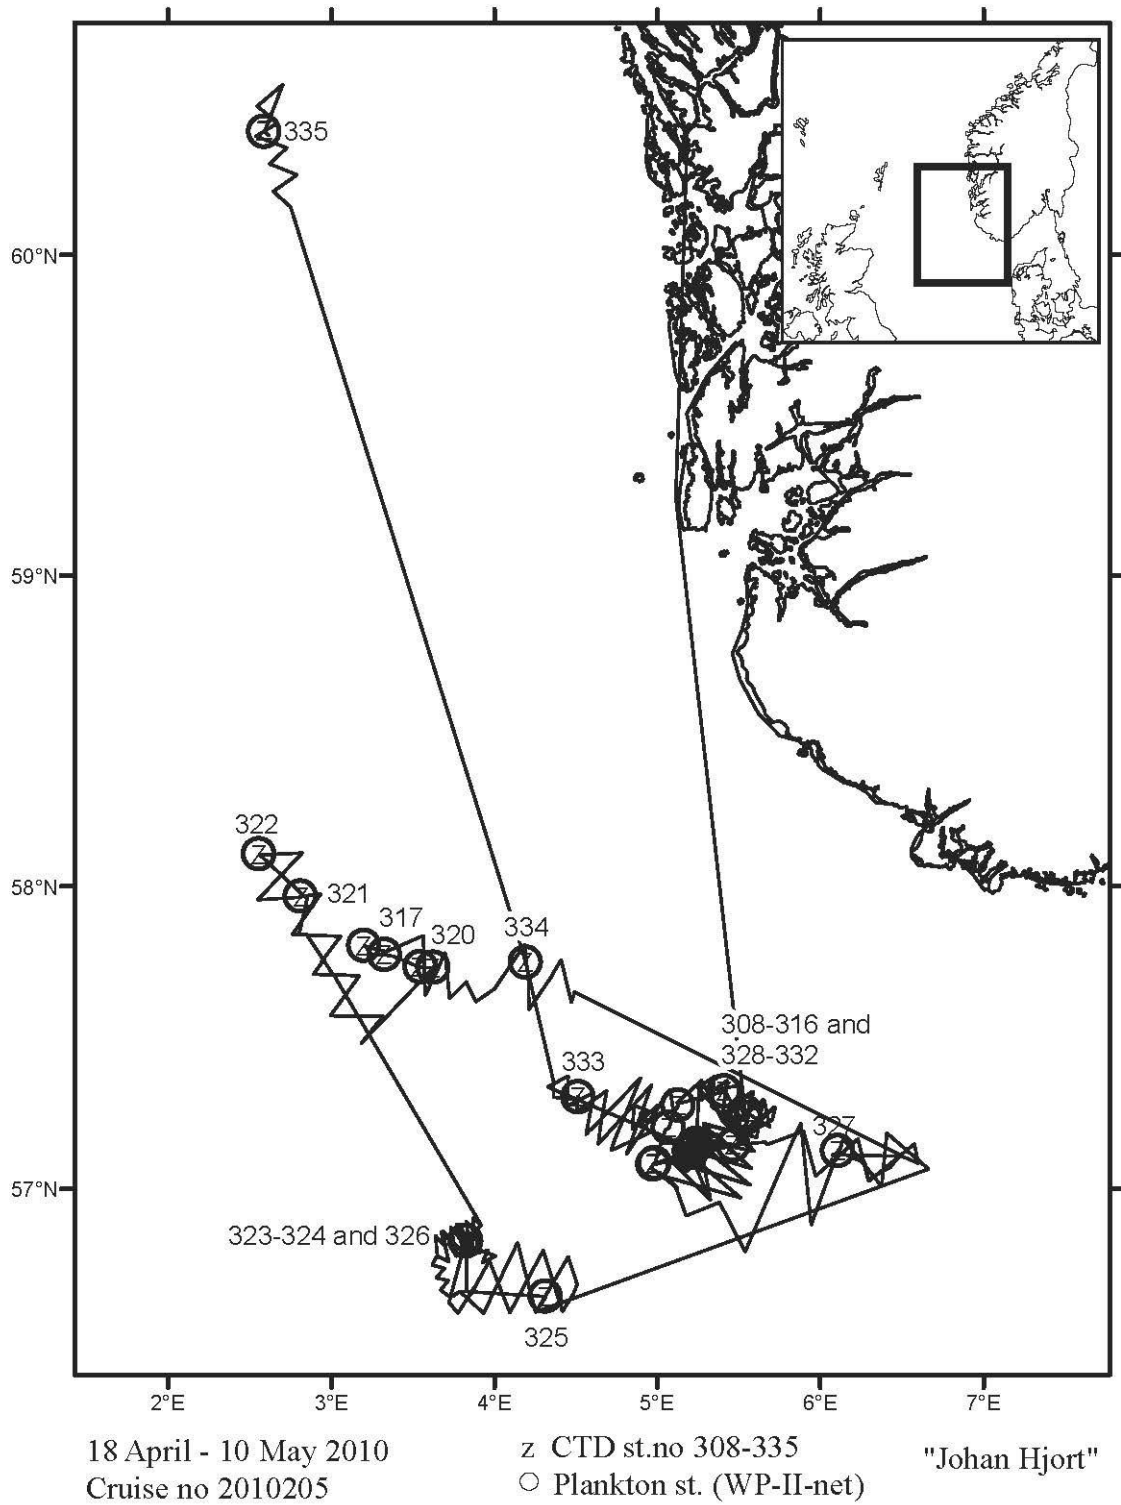 335
60°N
59°N
322
58°N
321
317
320
334
308-316 and
328-332
333
327
57°N
323-324 and 326
325
2°E 3°E 4°E 5°E 6°E 7°E
18 April - 10 May 2010
Cruise no 2010205
z CTD st.no 308-335
Plankton st. (WP-II-net)
"Johan Hjort"